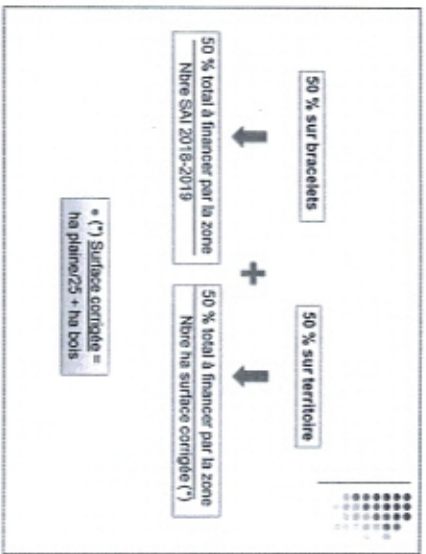 50 % sur bracelets
50 % sur territoire
50 % total à financer par la zone
Nbre SAI 2018-2019
+
50 % total à financer par la zone
Nbre ha surface corrigée (*)
• (*) Surface corrigée =
ha plaine/25 + ha bois